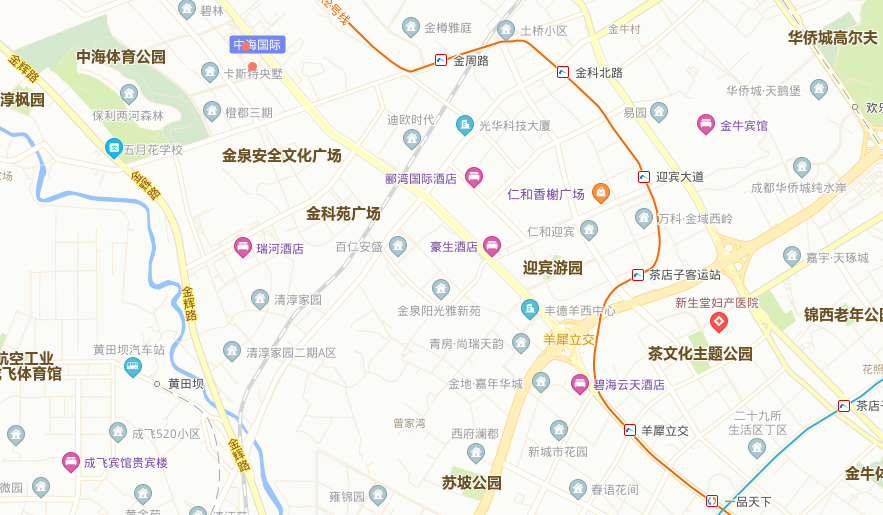 碧林
2号线
金樽雅庭
土桥小区
金牛村
华侨城高尔夫
中海国际
中海体育公园
金周路
金科北路
金辉路
卡斯特央墅
华侨城·天鹅堡
淳枫园
保利两河森林
橙郡三期
迪欧时代
光华科技大厦
易园
金牛宾馆
欢乐
五月花学校
金泉安全文化广场
金辉路
郦湾国际酒店
迎宾大道
成都华侨城纯水岸
仁和香榭广场
金科苑广场
万科·金域西岭
瑞河酒店
百仁安盛
豪生酒店
仁和迎宾
嘉宇·天琢城
迎宾游园
茶店子客运站
金辉路
清淳家园
金泉阳光雅新苑
丰德羊西中心
新生堂妇产医院
锦西老年公园
黄田坝汽车站
清淳家园二期A区
青房·尚瑞天韵
羊犀立交
茶文化主题公园
航空工业
成飞体育馆
黄田坝
金地·嘉年华城
碧海云天酒店
花照
茶店子
曾家湾
二十九所
生活区丁区
成飞520小区
西府澜郡
新城市花园
羊犀立交
金辉路
成飞宾馆贵宾楼
苏坡公园
金牛体
微园
雍锦园
春语花间
一品天下
黄金苑
清江苑